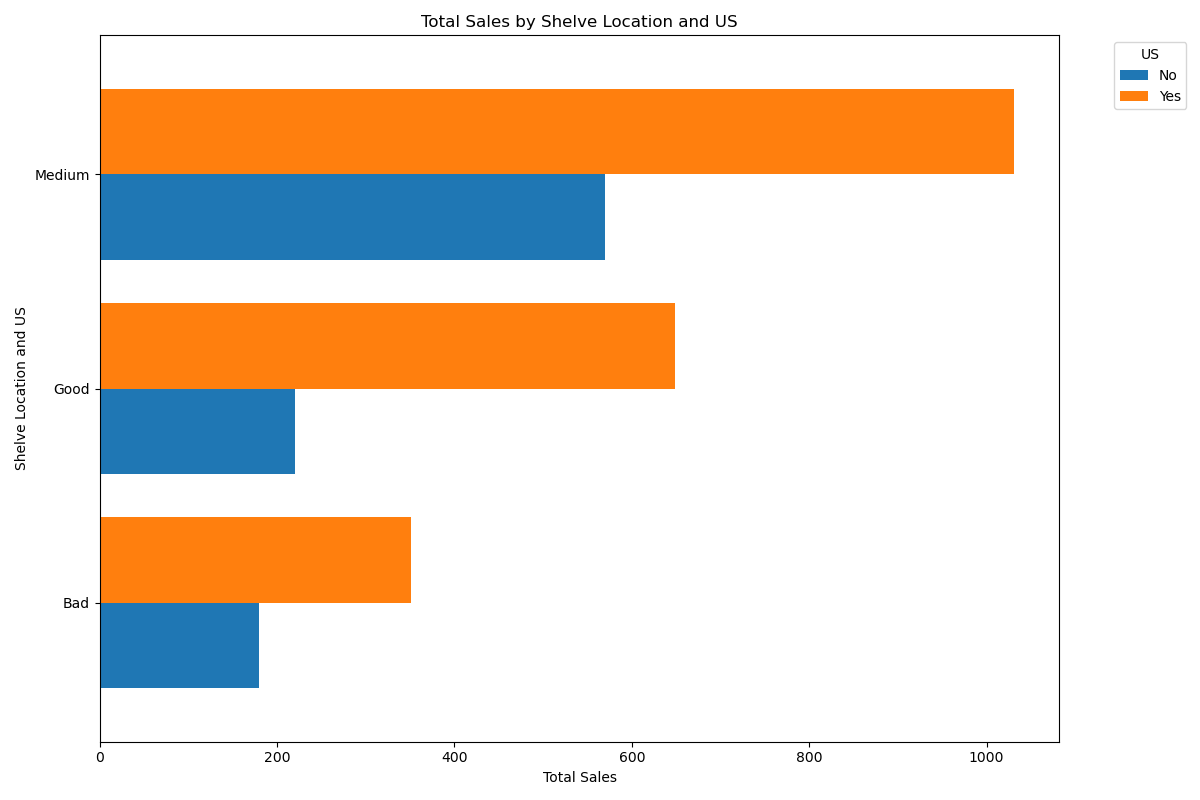 Total Sales by Shelve Location and US
US
No
Yes
Medium
Good
Bad
Shelve Location and US
0 200 400 600 800 1000
Total Sales